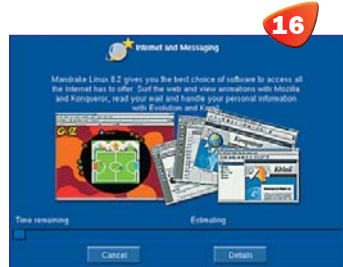 16
Internet and Messaging
Mandrake Linux 8.2 gives you the best choice of software to access all
the Internet has to offer. Surf the web and view animations with Mozilla
and Konqueror, read your mail and handle your personal information
with Evolution and Kmail.
KMail
Time remaining:
Estimating
Cancel
Details